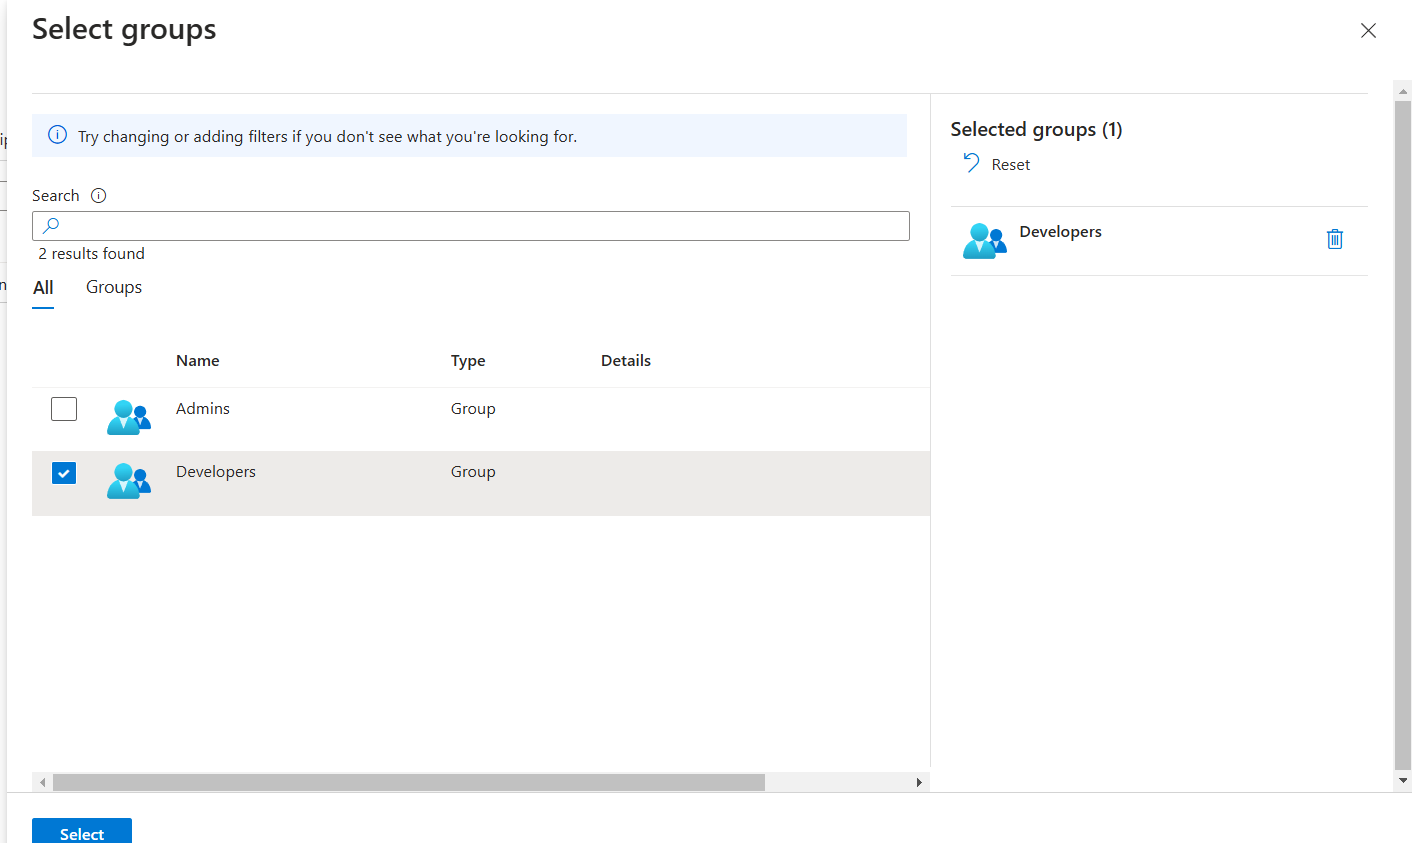 Select groups
Try changing or adding filters if you don't see what you're looking for.
Search
2 results found
All Groups
Name Type Details
Admins Group
Developers Group
Selected groups (1)
Reset
Developers
Select